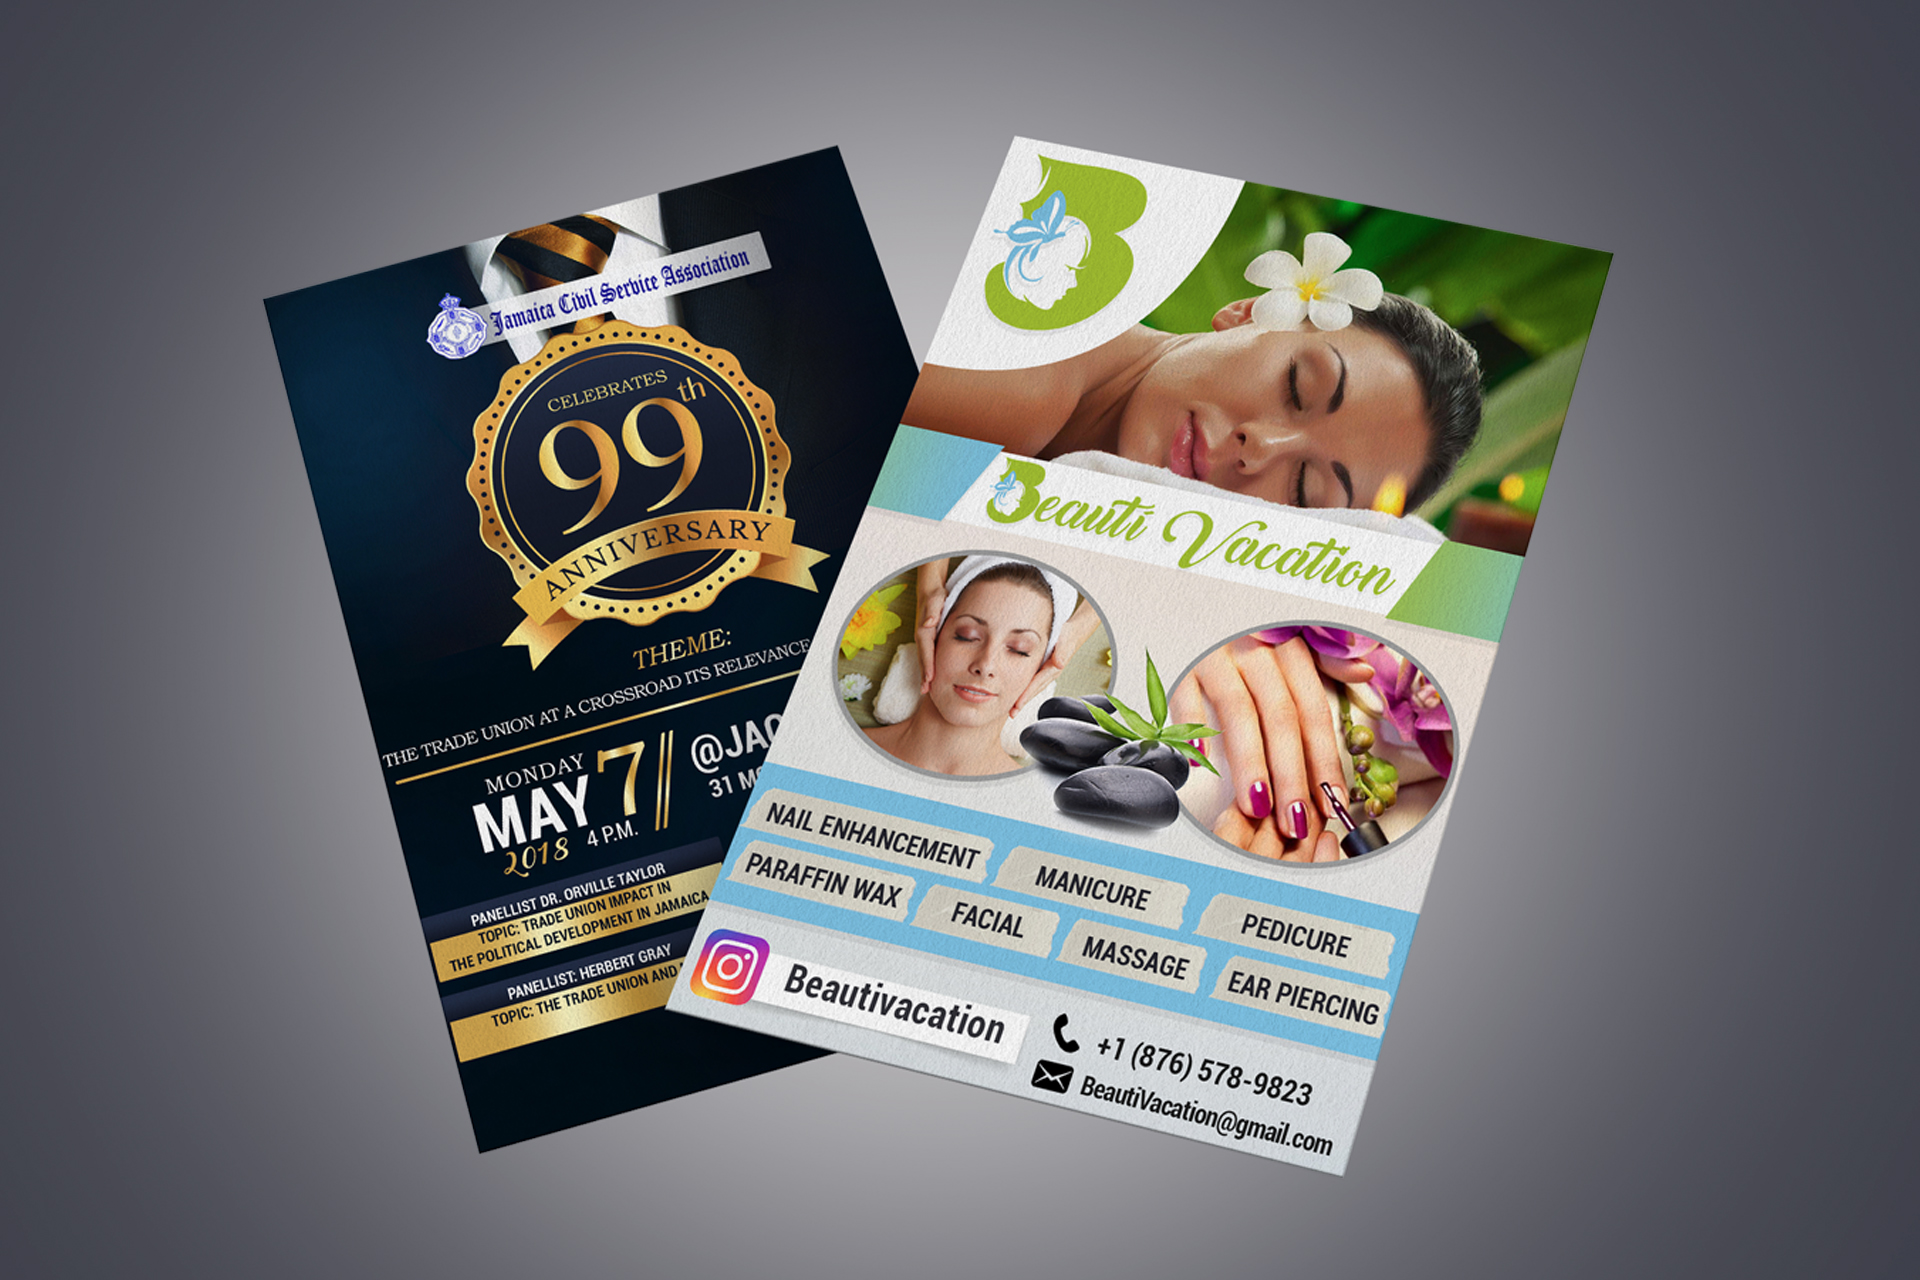 Jamaica Civil Service Association
CELEBRATES
99th
ANNIVERSARY
THEME:
THE TRADE UNION AT A CROSSROAD ITS RELEVANCE
MONDAY
MAY 7
2018 4 P.M.
31
PANELLIST DR. ORVILLE TAYLOR
TOPIC: TRADE UNION IMPACT IN
THE POLITICAL DEVELOPMENT IN JAMAICA
PANELLIST: HERBERT GRAY
TOPIC: THE TRADE UNION AND
B
Beauti Vacation
NAIL ENHANCEMENT
MANICURE
PEDICURE
PARAFFIN WAX
FACIAL
MASSAGE
EAR PIERCING
Beautivacation
+1 (876) 578-9823
BeautiVacation@gmail.com